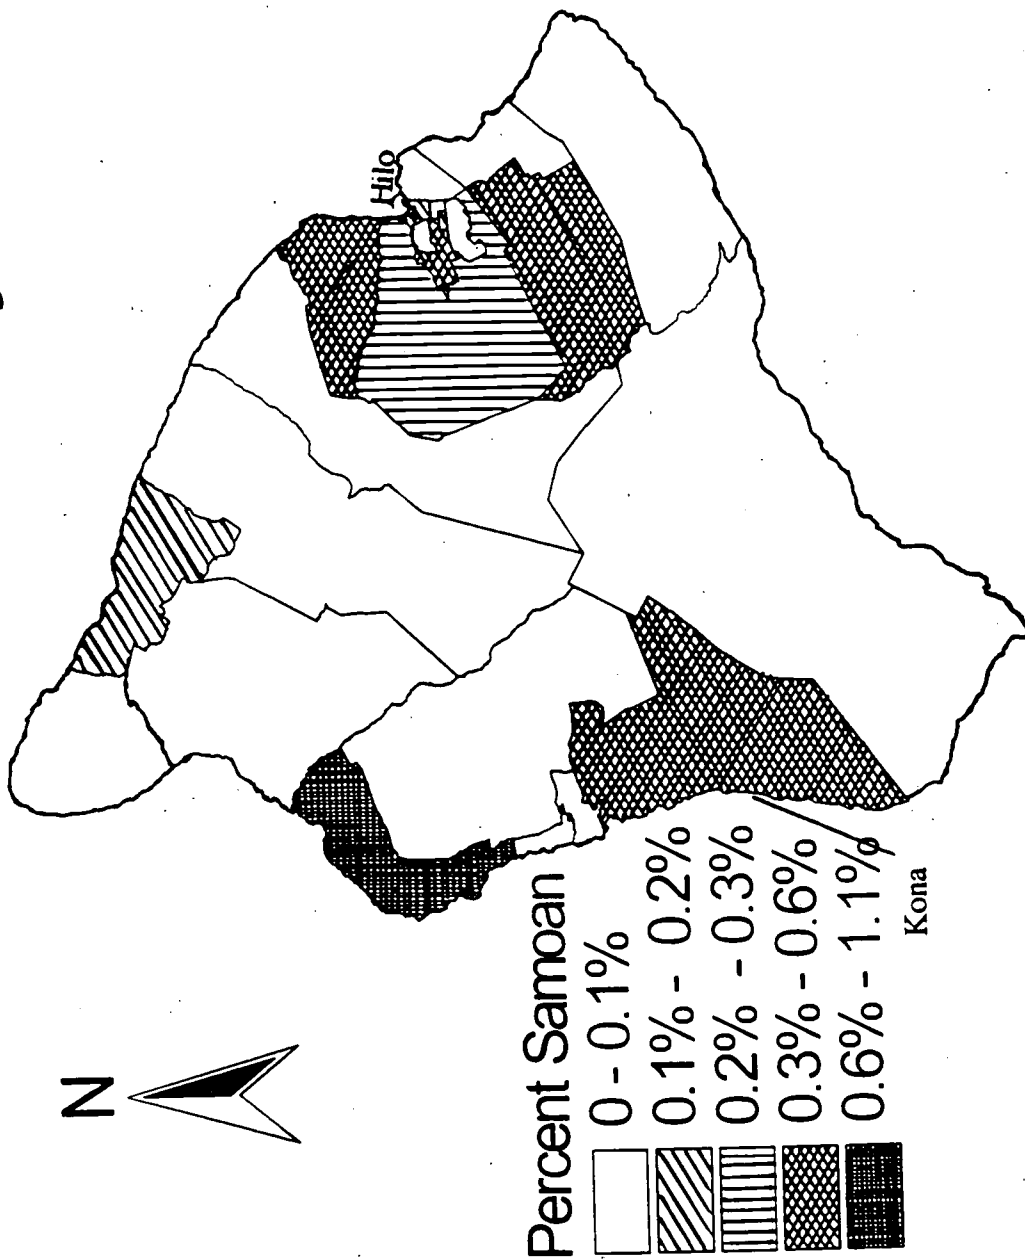 N
Hilo
Percent Samoan
0 - 0.1%
0.1% - 0.2%
0.2% - 0.3%
0.3% - 0.6%
0.6% - 1.1%
Kona